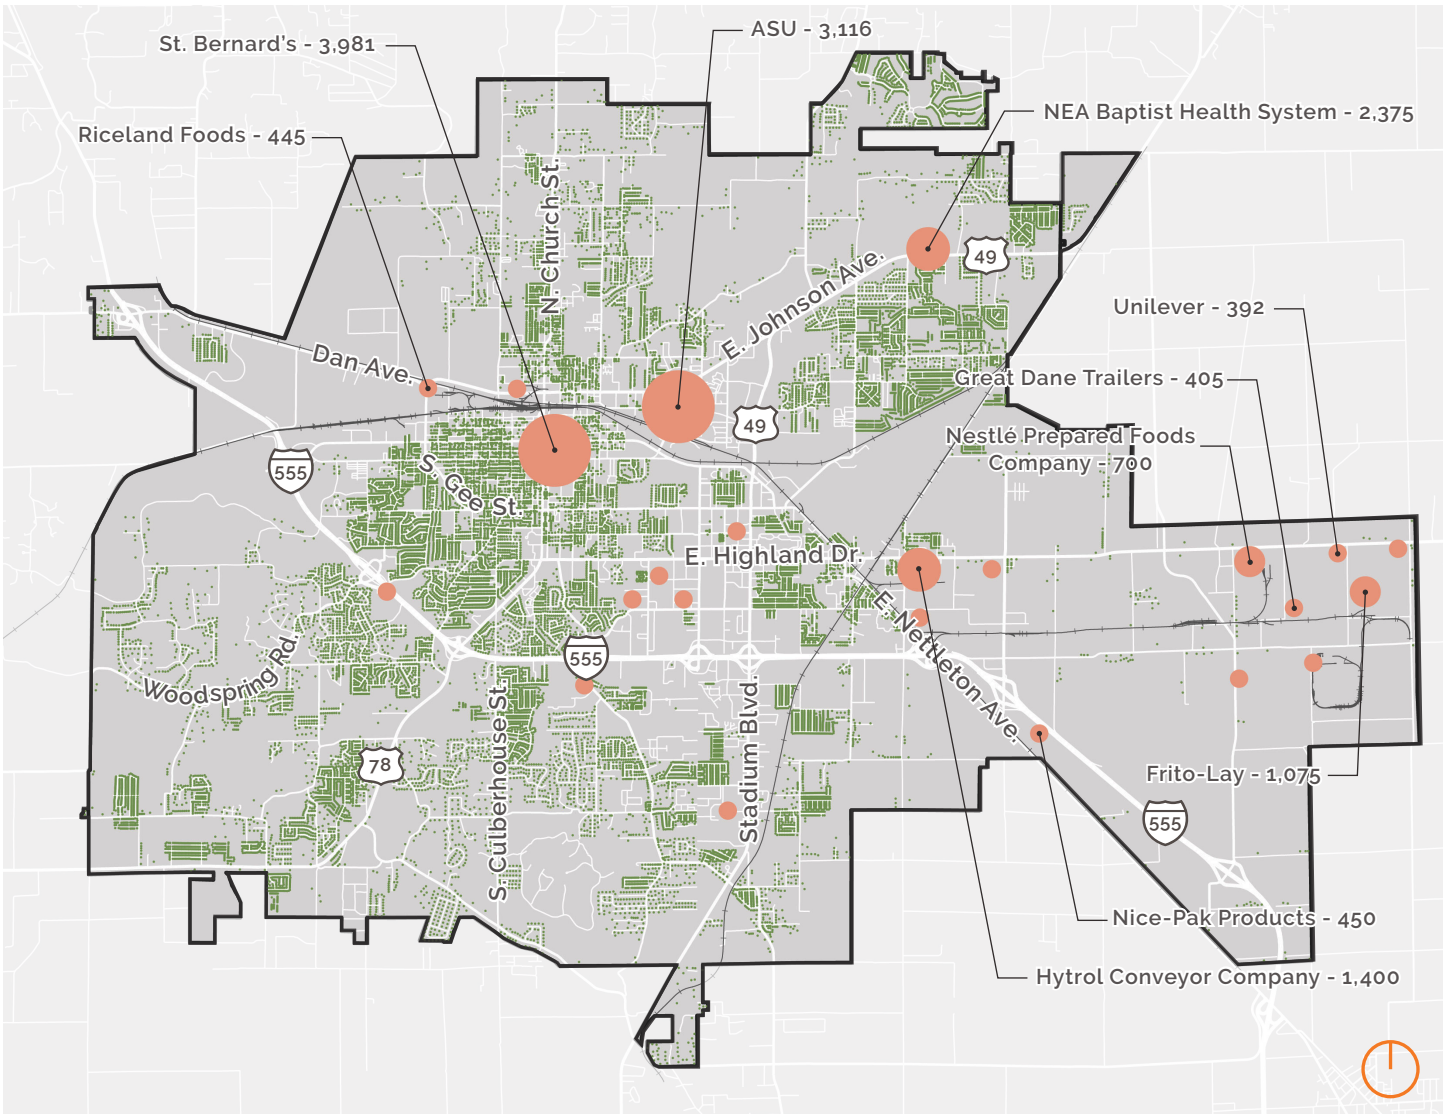 ASU - 3,116
St. Bernard's - 3,981
NEA Baptist Health System - 2,375
Riceland Foods - 445
N. Church St.
49
E. Johnson Ave.
Unilever - 392
Dan Ave.
Great Dane Trailers - 405
49
Nestlé Prepared Foods
Company - 700
555
S. Gee St.
E. Highland Dr.
E. Nettleton Ave.
555
Woodspring Rd.
S. Culberhouse St.
Stadium Blvd.
78
Frito-Lay - 1,075
555
Nice-Pak Products - 450
Hytrol Conveyor Company - 1,400